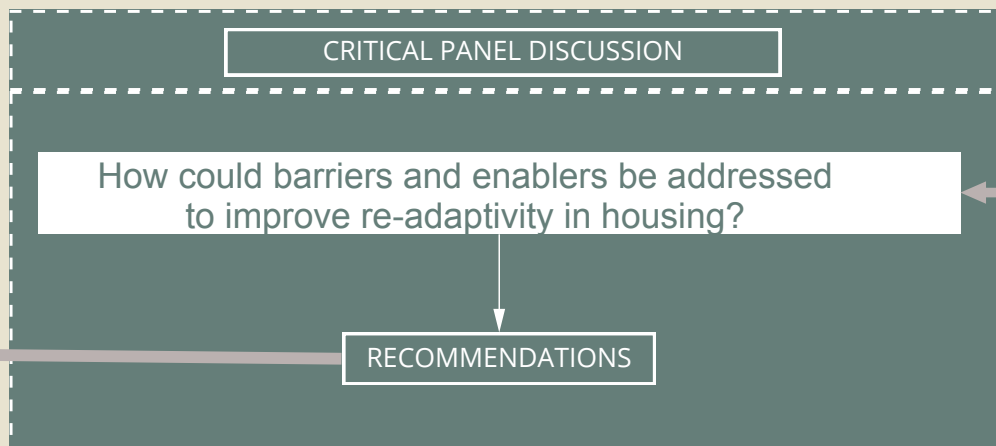 CRITICAL PANEL DISCUSSION
How could barriers and enablers be addressed
to improve re-adaptivity in housing?
RECOMMENDATIONS